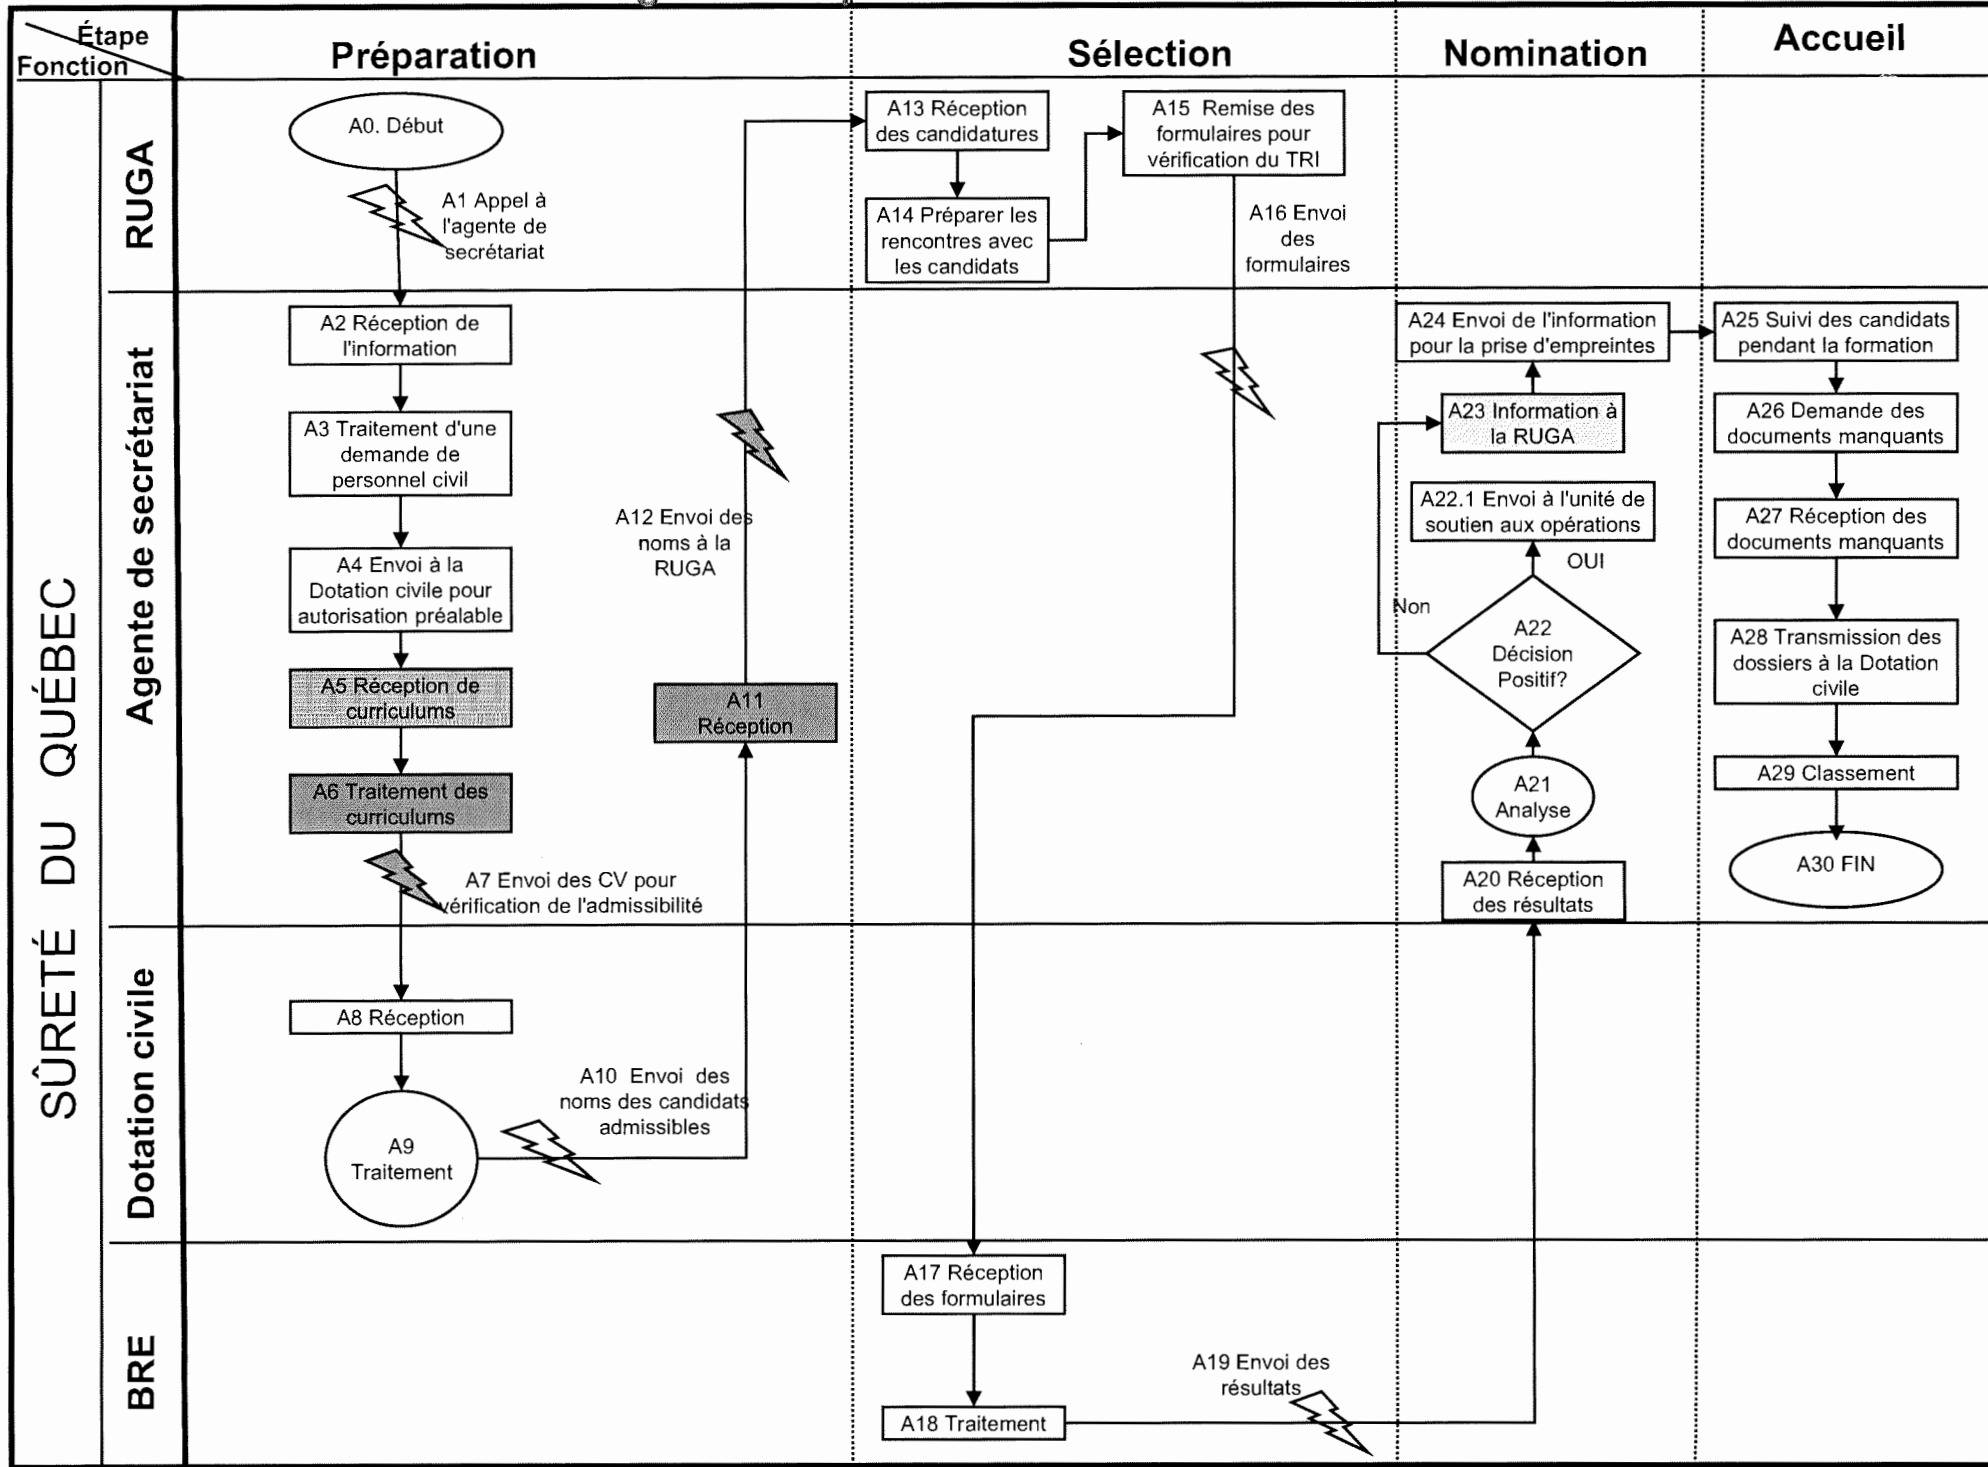 Étape
Fonction
Préparation
Sélection
Nomination
Accueil
SÛRETÉ DU QUÉBEC
RUGA
A0. Début
A1 Appel à
l'agente de
secrétariat
A13 Réception
des candidatures
A14 Préparer les
rencontres avec
les candidats
A15 Remise des
formulaires pour
vérification du TRI
A16 Envoi
des
formulaires
Agente de secrétariat
A2 Réception de
l'information
A3 Traitement d'une
demande de
personnel civil
A4 Envoi à la
Dotation civile pour
autorisation préalable
A5 Réception de
curriculums
A6 Traitement des
curriculums
A7 Envoi des CV pour
vérification de l'admissibilité
A12 Envoi des
noms à la
RUGA
A11
Réception
A24 Envoi de l'information
pour la prise d'empreintes
A23 Information à
la RUGA
A22.1 Envoi à l'unité de
soutien aux opérations
OUI
Non
A22
Décision
Positif?
A21
Analyse
A20 Réception
des résultats
A25 Suivi des candidats
pendant la formation
A26 Demande des
documents manquants
A27 Réception des
documents manquants
A28 Transmission des
dossiers à la Dotation
civile
A29 Classement
A30 FIN
Dotation civile
A8 Réception
A9
Traitement
A10 Envoi des
noms des candidats
admissibles
BRE
A17 Réception
des formulaires
A18 Traitement
A19 Envoi des
résultats